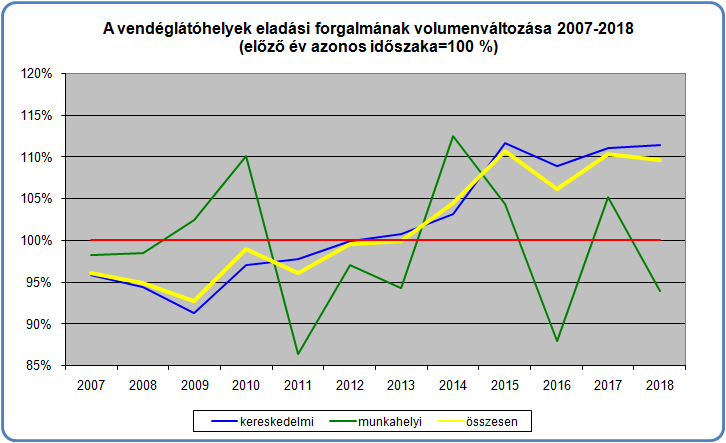 A vendéglátóhelyek eladási forgalmának volumenváltozása 2007-2018
(előző év azonos időszaka=100 %)
120%
115%
110%
105%
100%
95%
90%
85%
2007 2008 2009 2010 2011 2012 2013 2014 2015 2016 2017 2018
kereskedelmi munkahelyi összesen